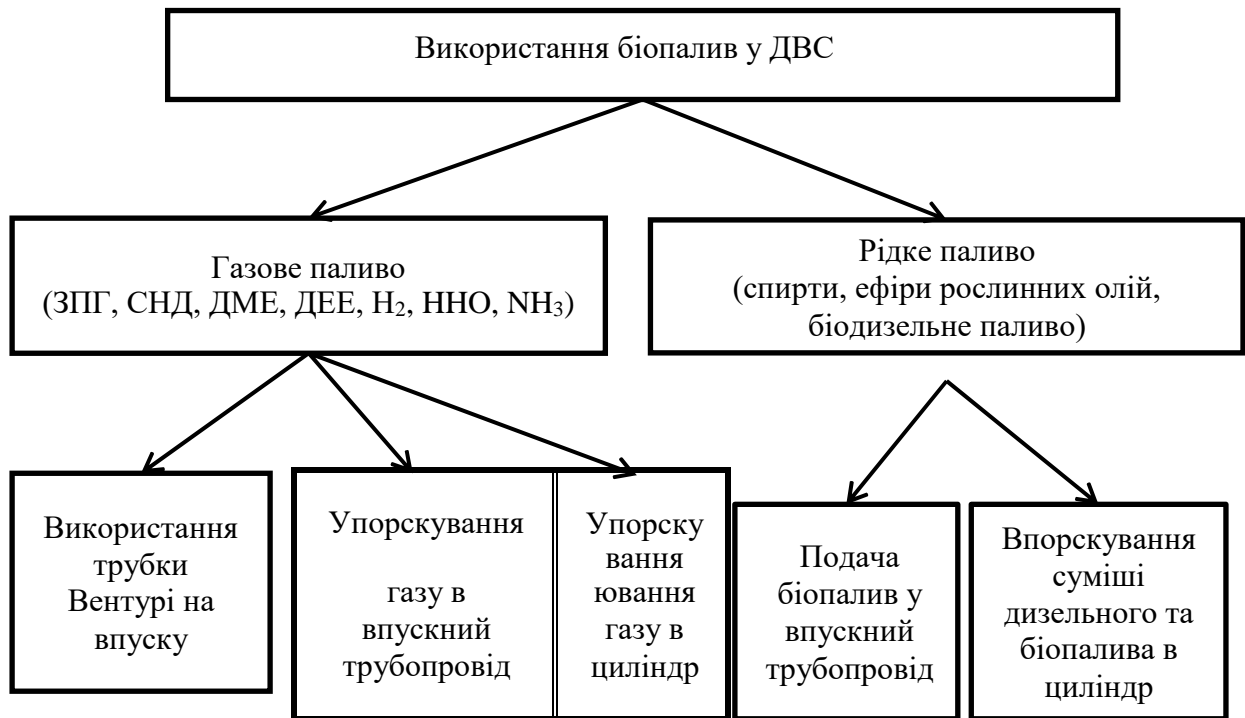 Використання біопалив у ДВС
Газове паливо
(ЗПГ, СНД, ДМЕ, ДЕЕ, H₂, ННО, NH₃)
Рідке паливо
(спирти, ефіри рослинних олій,
біодизельне паливо)
Використання
трубки
Вентурі на
впуску
Упорскування
газу в
впускний
трубопровід
Упорску
вання
ювання
газу в
циліндр
Подача
біопалив у
впускний
трубопровід
Впорскування
суміші
дизельного та
біопалива в
циліндр